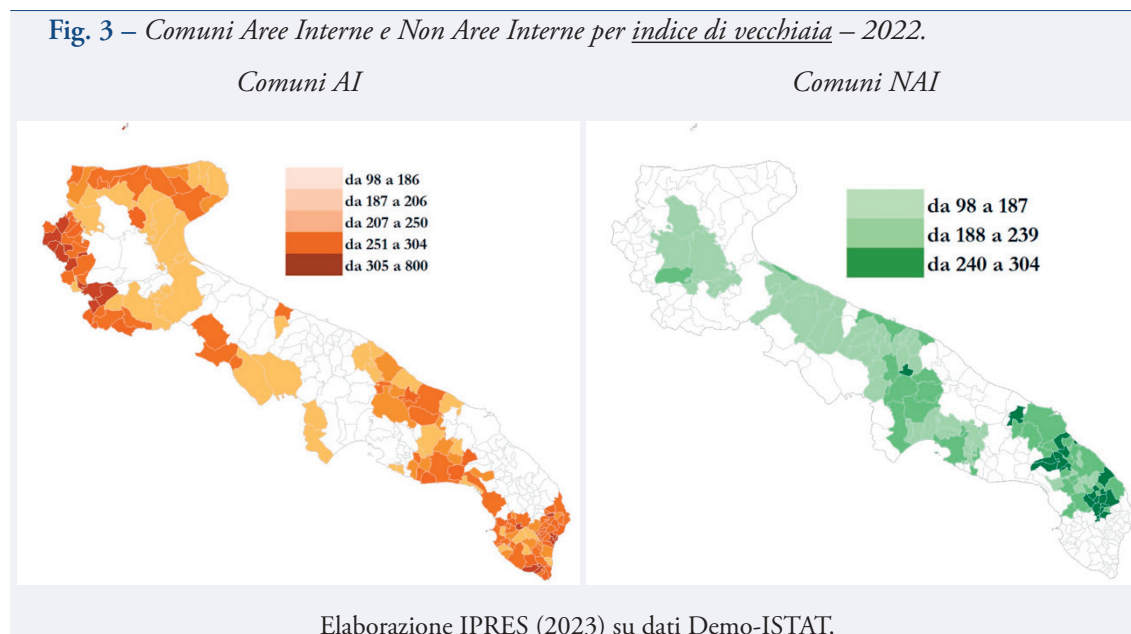 Fig. 3 – Comuni Aree Interne e Non Aree Interne per indice di vecchiaia – 2022.
Comuni AI
Comuni NAI
da 98 a 186
da 187 a 206
da 207 a 250
da 251 a 304
da 305 a 800
da 98 a 187
da 188 a 239
da 240 a 304
Elaborazione IPRES (2023) su dati Demo-ISTAT.